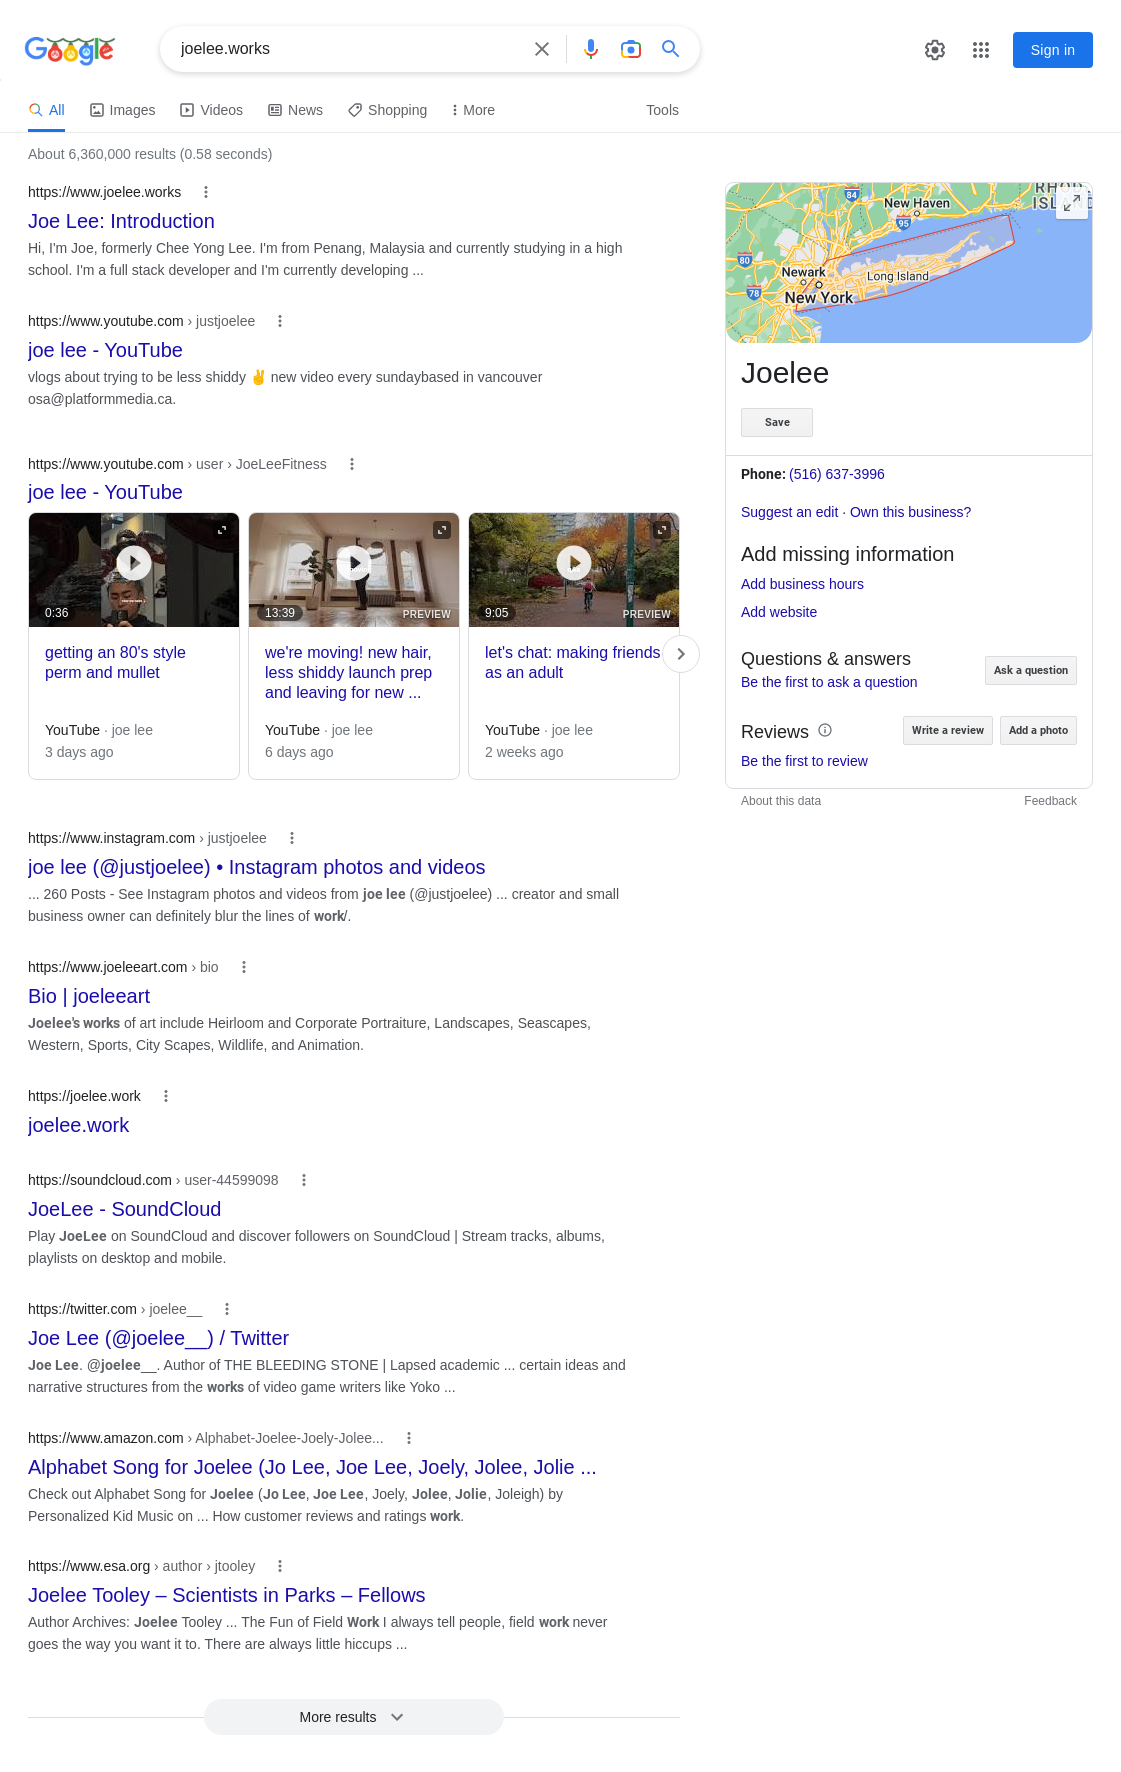 Google
joelee.works
Sign in
All
Images
Videos
News
Shopping
More
Tools
About 6,360,000 results (0.58 seconds)
https://www.joelee.works
Joe Lee: Introduction
Hi, I'm Joe, formerly Chee Yong Lee. I'm from Penang, Malaysia and currently studying in a high
school. I'm a full stack developer and I'm currently developing ...
https://www.youtube.com › justjoelee
joe lee - YouTube
vlogs about trying to be less shiddy ✌️ new video every sundaybased in vancouver
osa@platformmedia.ca.
https://www.youtube.com › user › JoeLeeFitness
joe lee - YouTube
0:36
getting an 80's style
perm and mullet
YouTube · joe lee
3 days ago
13:39
PREVIEW
we're moving! new hair,
less shiddy launch prep
and leaving for new ...
YouTube · joe lee
6 days ago
9:05
PREVIEW
let's chat: making friends
as an adult
YouTube · joe lee
2 weeks ago
https://www.instagram.com › justjoelee
joe lee (@justjoelee) • Instagram photos and videos
... 260 Posts - See Instagram photos and videos from joe lee (@justjoelee) ... creator and small
business owner can definitely blur the lines of work/.
https://www.joeleeart.com › bio
Bio | joeleeart
Joelee's works of art include Heirloom and Corporate Portraiture, Landscapes, Seascapes,
Western, Sports, City Scapes, Wildlife, and Animation.
https://joelee.work
joelee.work
https://soundcloud.com › user-44599098
JoeLee - SoundCloud
Play JoeLee on SoundCloud and discover followers on SoundCloud | Stream tracks, albums,
playlists on desktop and mobile.
https://twitter.com › joelee__
Joe Lee (@joelee__) / Twitter
Joe Lee. @joelee__. Author of THE BLEEDING STONE | Lapsed academic ... certain ideas and
narrative structures from the works of video game writers like Yoko ...
https://www.amazon.com › Alphabet-Joelee-Joely-Jolee...
Alphabet Song for Joelee (Jo Lee, Joe Lee, Joely, Jolee, Jolie ...
Check out Alphabet Song for Joelee (Jo Lee, Joe Lee, Joely, Jolee, Jolie, Joleigh) by
Personalized Kid Music on ... How customer reviews and ratings work.
https://www.esa.org › author › jtooley
Joelee Tooley – Scientists in Parks – Fellows
Author Archives: Joelee Tooley ... The Fun of Field Work I always tell people, field work never
goes the way you want it to. There are always little hiccups ...
More results
84
New Haven
95
80
Newark
Long Island
78
New York
Joelee
Save
Phone: (516) 637-3996
Suggest an edit · Own this business?
Add missing information
Add business hours
Add website
Questions & answers
Be the first to ask a question
Ask a question
Reviews
Write a review
Add a photo
Be the first to review
About this data
Feedback